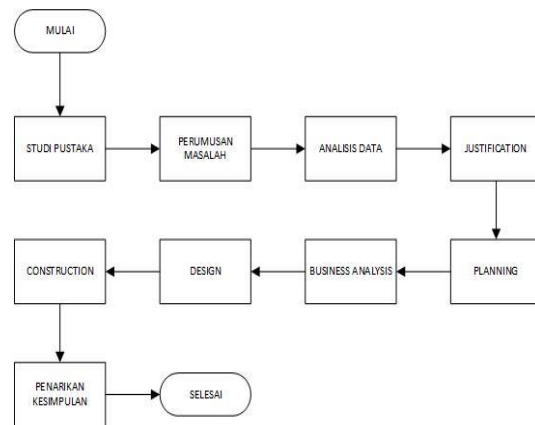 MULAI
STUDI PUSTAKA
PERUMUSAN
MASALAH
ANALISIS DATA
JUSTIFICATION
PLANNING
BUSINESS ANALYSIS
DESIGN
CONSTRUCTION
PENARIKAN
KESIMPULAN
SELESAI